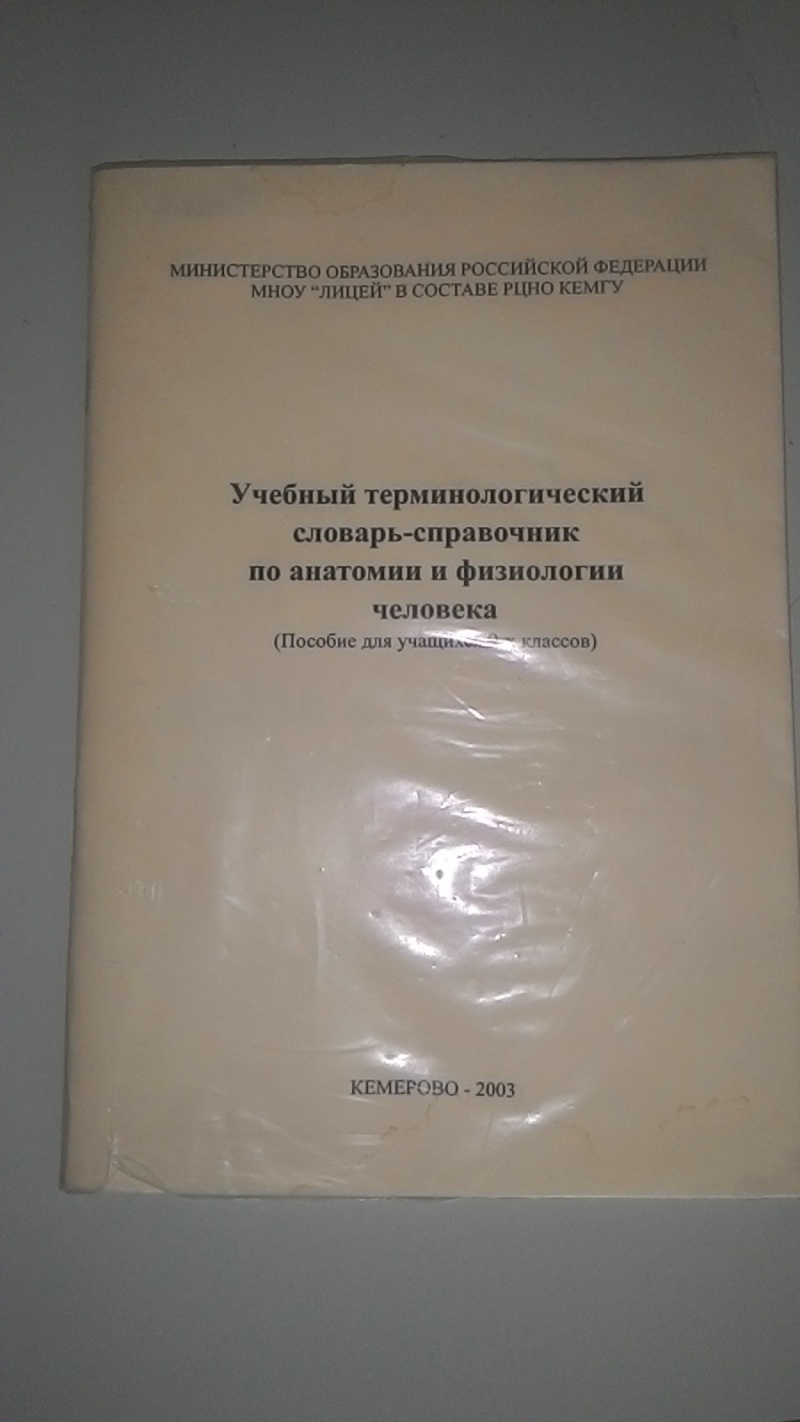 МИНИСТЕРСТВО ОБРАЗОВАНИЯ РОССИЙСКОЙ ФЕДЕРАЦИИ
МНОУ “ЛИЦЕЙ” В СОСТАВЕ РЦНО КЕМГУ
Учебный терминологический
словарь-справочник
по анатомии и физиологии
человека
(Пособие для классов)
КЕМЕРОВО - 2003